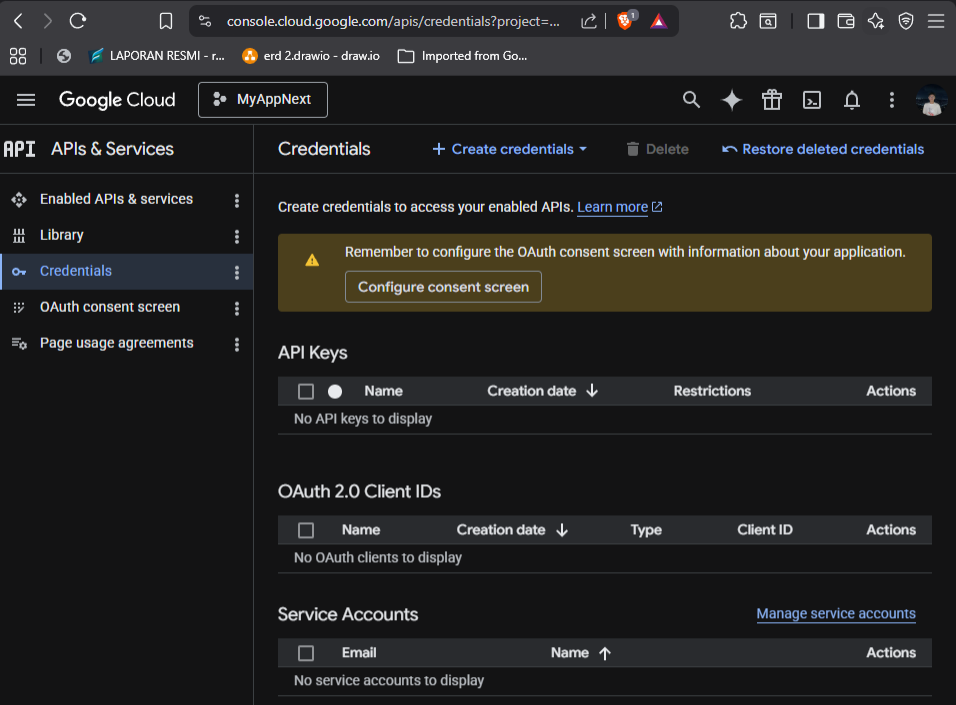 console.cloud.google.com/apis/credentials?project=...
1
LAPORAN RESMI - r...
erd 2.drawio - draw.io
Imported from Go...
Google Cloud
MyAppNext
API APIs & Services
Enabled APIs & services
Library
Credentials
OAuth consent screen
Page usage agreements
Credentials
Create credentials
Delete
Restore deleted credentials
Create credentials to access your enabled APIs. Learn more
Remember to configure the OAuth consent screen with information about your application.
Configure consent screen
API Keys
Name Creation date Restrictions Actions
No API keys to display
OAuth 2.0 Client IDs
Name Creation date Type Client ID Actions
No OAuth clients to display
Service Accounts
Manage service accounts
Email Name Actions
No service accounts to display